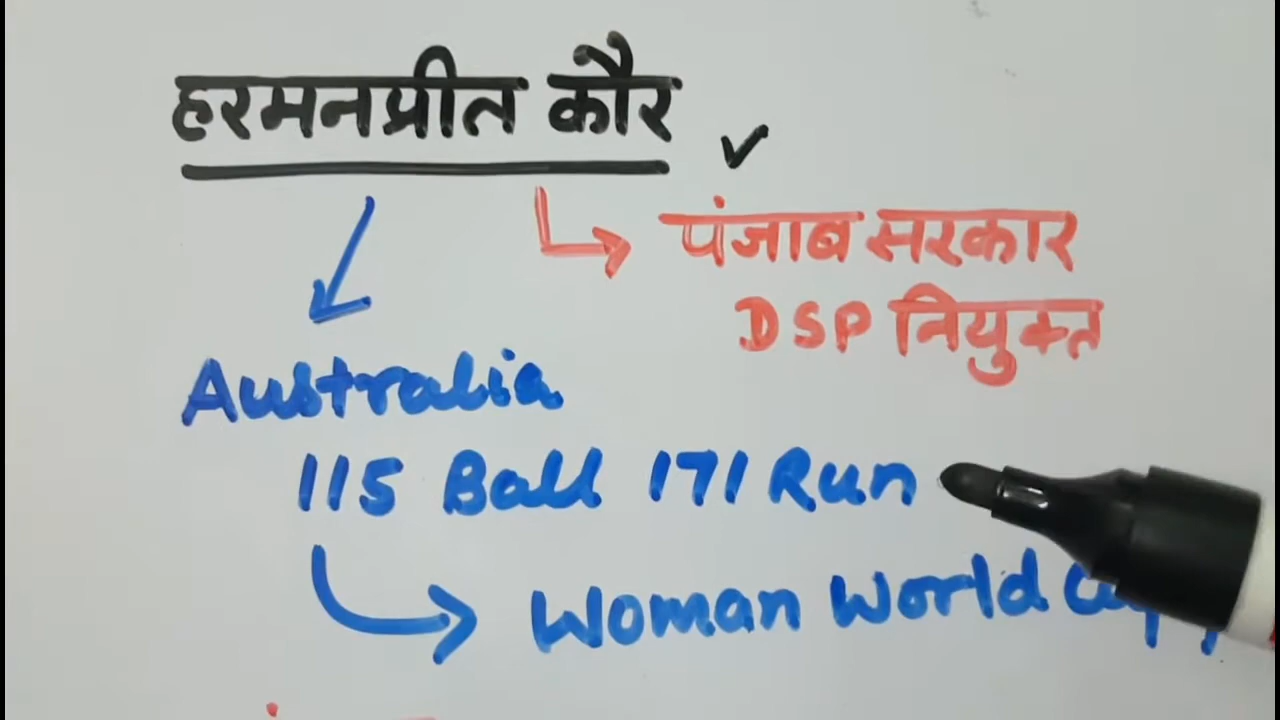 हरमनप्रीत कौर
पंजाब सरकार
DSP नियुक्त
Australia
115 Ball 171 Run
Woman World